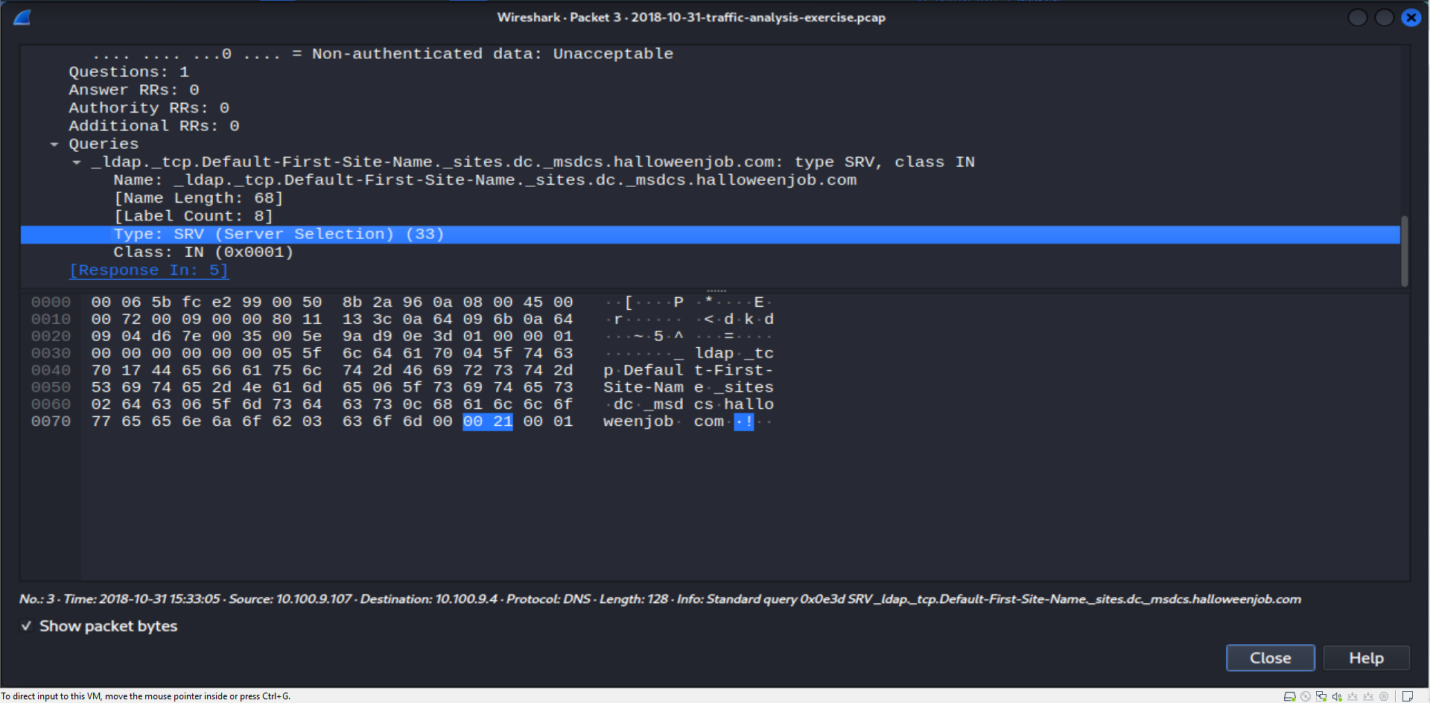 Wireshark · Packet 3 · 2018-10-31-traffic-analysis-exercise.pcap
.... .... ...0 .... = Non-authenticated data: Unacceptable
Questions: 1
Answer RRs: 0
Authority RRs: 0
Additional RRs: 0
Queries
_ldap._tcp.Default-First-Site-Name._sites.dc._msdcs.halloweenjob.com: type SRV, class IN
Name: _ldap._tcp.Default-First-Site-Name._sites.dc._msdcs.halloweenjob.com
[Name Length: 68]
[Label Count: 8]
Type: SRV (Server Selection) (33)
Class: IN (0x0001)
[Response In: 5]
0000 00 06 5b fc e2 99 00 50 8b 2a 96 0a 08 00 45 00 ··[····P ·*····E·
0010 00 72 00 09 00 00 80 11 13 3c 0a 64 09 6b 0a 64 ·r······ ·<·d·k·d
0020 09 04 d6 7e 00 35 00 5e 9a d9 0e 3d 01 00 00 01 ···~·5·^ ···=····
0030 00 00 00 00 00 00 05 5f 6c 64 61 70 04 5f 74 63 ·······_ ldap·_tc
0040 70 17 44 65 66 61 75 6c 74 2d 46 69 72 73 74 2d p·Defaul t-First-
0050 53 69 74 65 2d 4e 61 6d 65 06 5f 73 69 74 65 73 Site-Nam e·_sites
0060 02 64 63 06 5f 6d 73 64 63 73 0c 68 61 6c 6c 6f ·dc·_msd cs·hallo
0070 77 65 65 6e 6a 6f 62 03 63 6f 6d 00 00 21 00 01 weenjob· com··!··
No.: 3 · Time: 2018-10-31 15:33:05 · Source: 10.100.9.107 · Destination: 10.100.9.4 · Protocol: DNS · Length: 128 · Info: Standard query 0x0e3d SRV _ldap._tcp.Default-First-Site-Name._sites.dc._msdcs.halloweenjob.com
Show packet bytes
Close Help
To direct input to this VM, move the mouse pointer inside or press Ctrl+G.